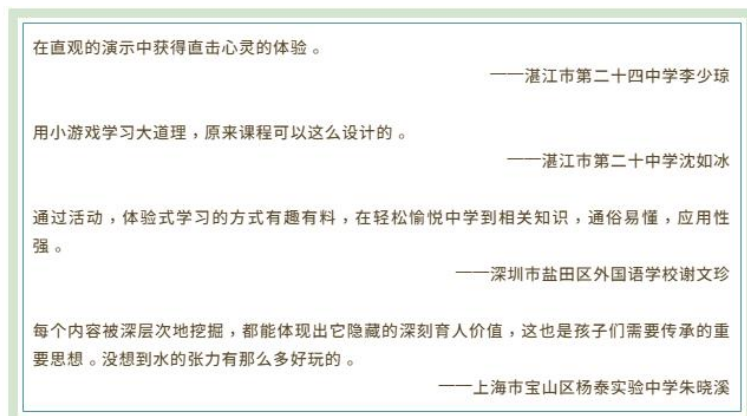 在直观的演示中获得直击心灵的体验。
——湛江市第二十四中学李少琼
用小游戏学习大道理，原来课程可以这么设计的。
——湛江市第二十中学沈如冰
通过活动，体验式学习的方式有趣有料，在轻松愉悦中学到相关知识，通俗易懂，应用性
强。
——深圳市盐田区外国语学校谢文珍
每个内容被深层次地挖掘，都能体现出它隐藏的深刻育人价值，这也是孩子们需要传承的重
要思想。没想到水的张力有那么多好玩的。
——上海市宝山区杨泰实验中学朱晓溪